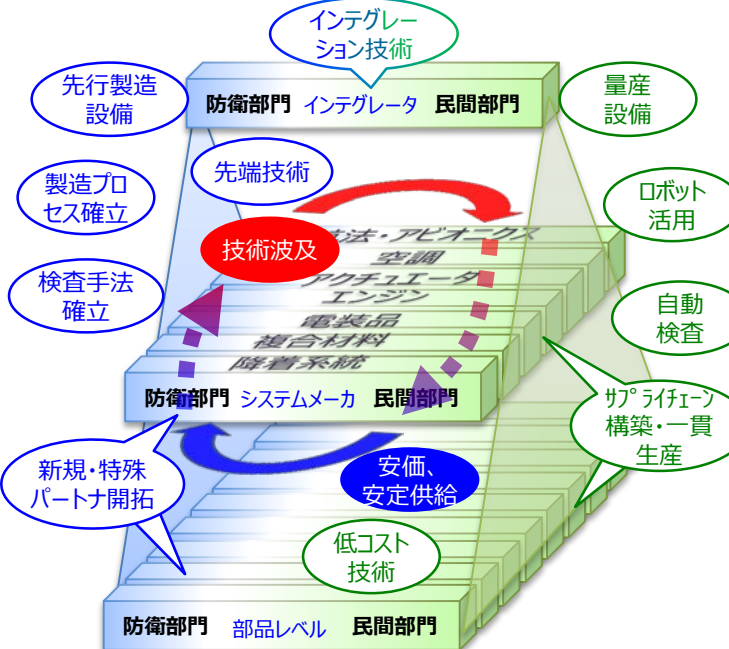 インテグレー
ション技術
先行製造
設備
防衛部門 インテグレータ 民間部門
量産
設備
先端技術
製造プロ
セス確立
ロボット
活用
技術波及
法・アビオニクス
空調
アクチュエータ
エンジン
電装品
複合材料
降着系統
検査手法
確立
自動
検査
防衛部門 システムメーカ 民間部門
サプライチェーン
構築・一貫
生産
新規・特殊
パートナ開拓
安価、
安定供給
低コスト
技術
防衛部門 部品レベル 民間部門